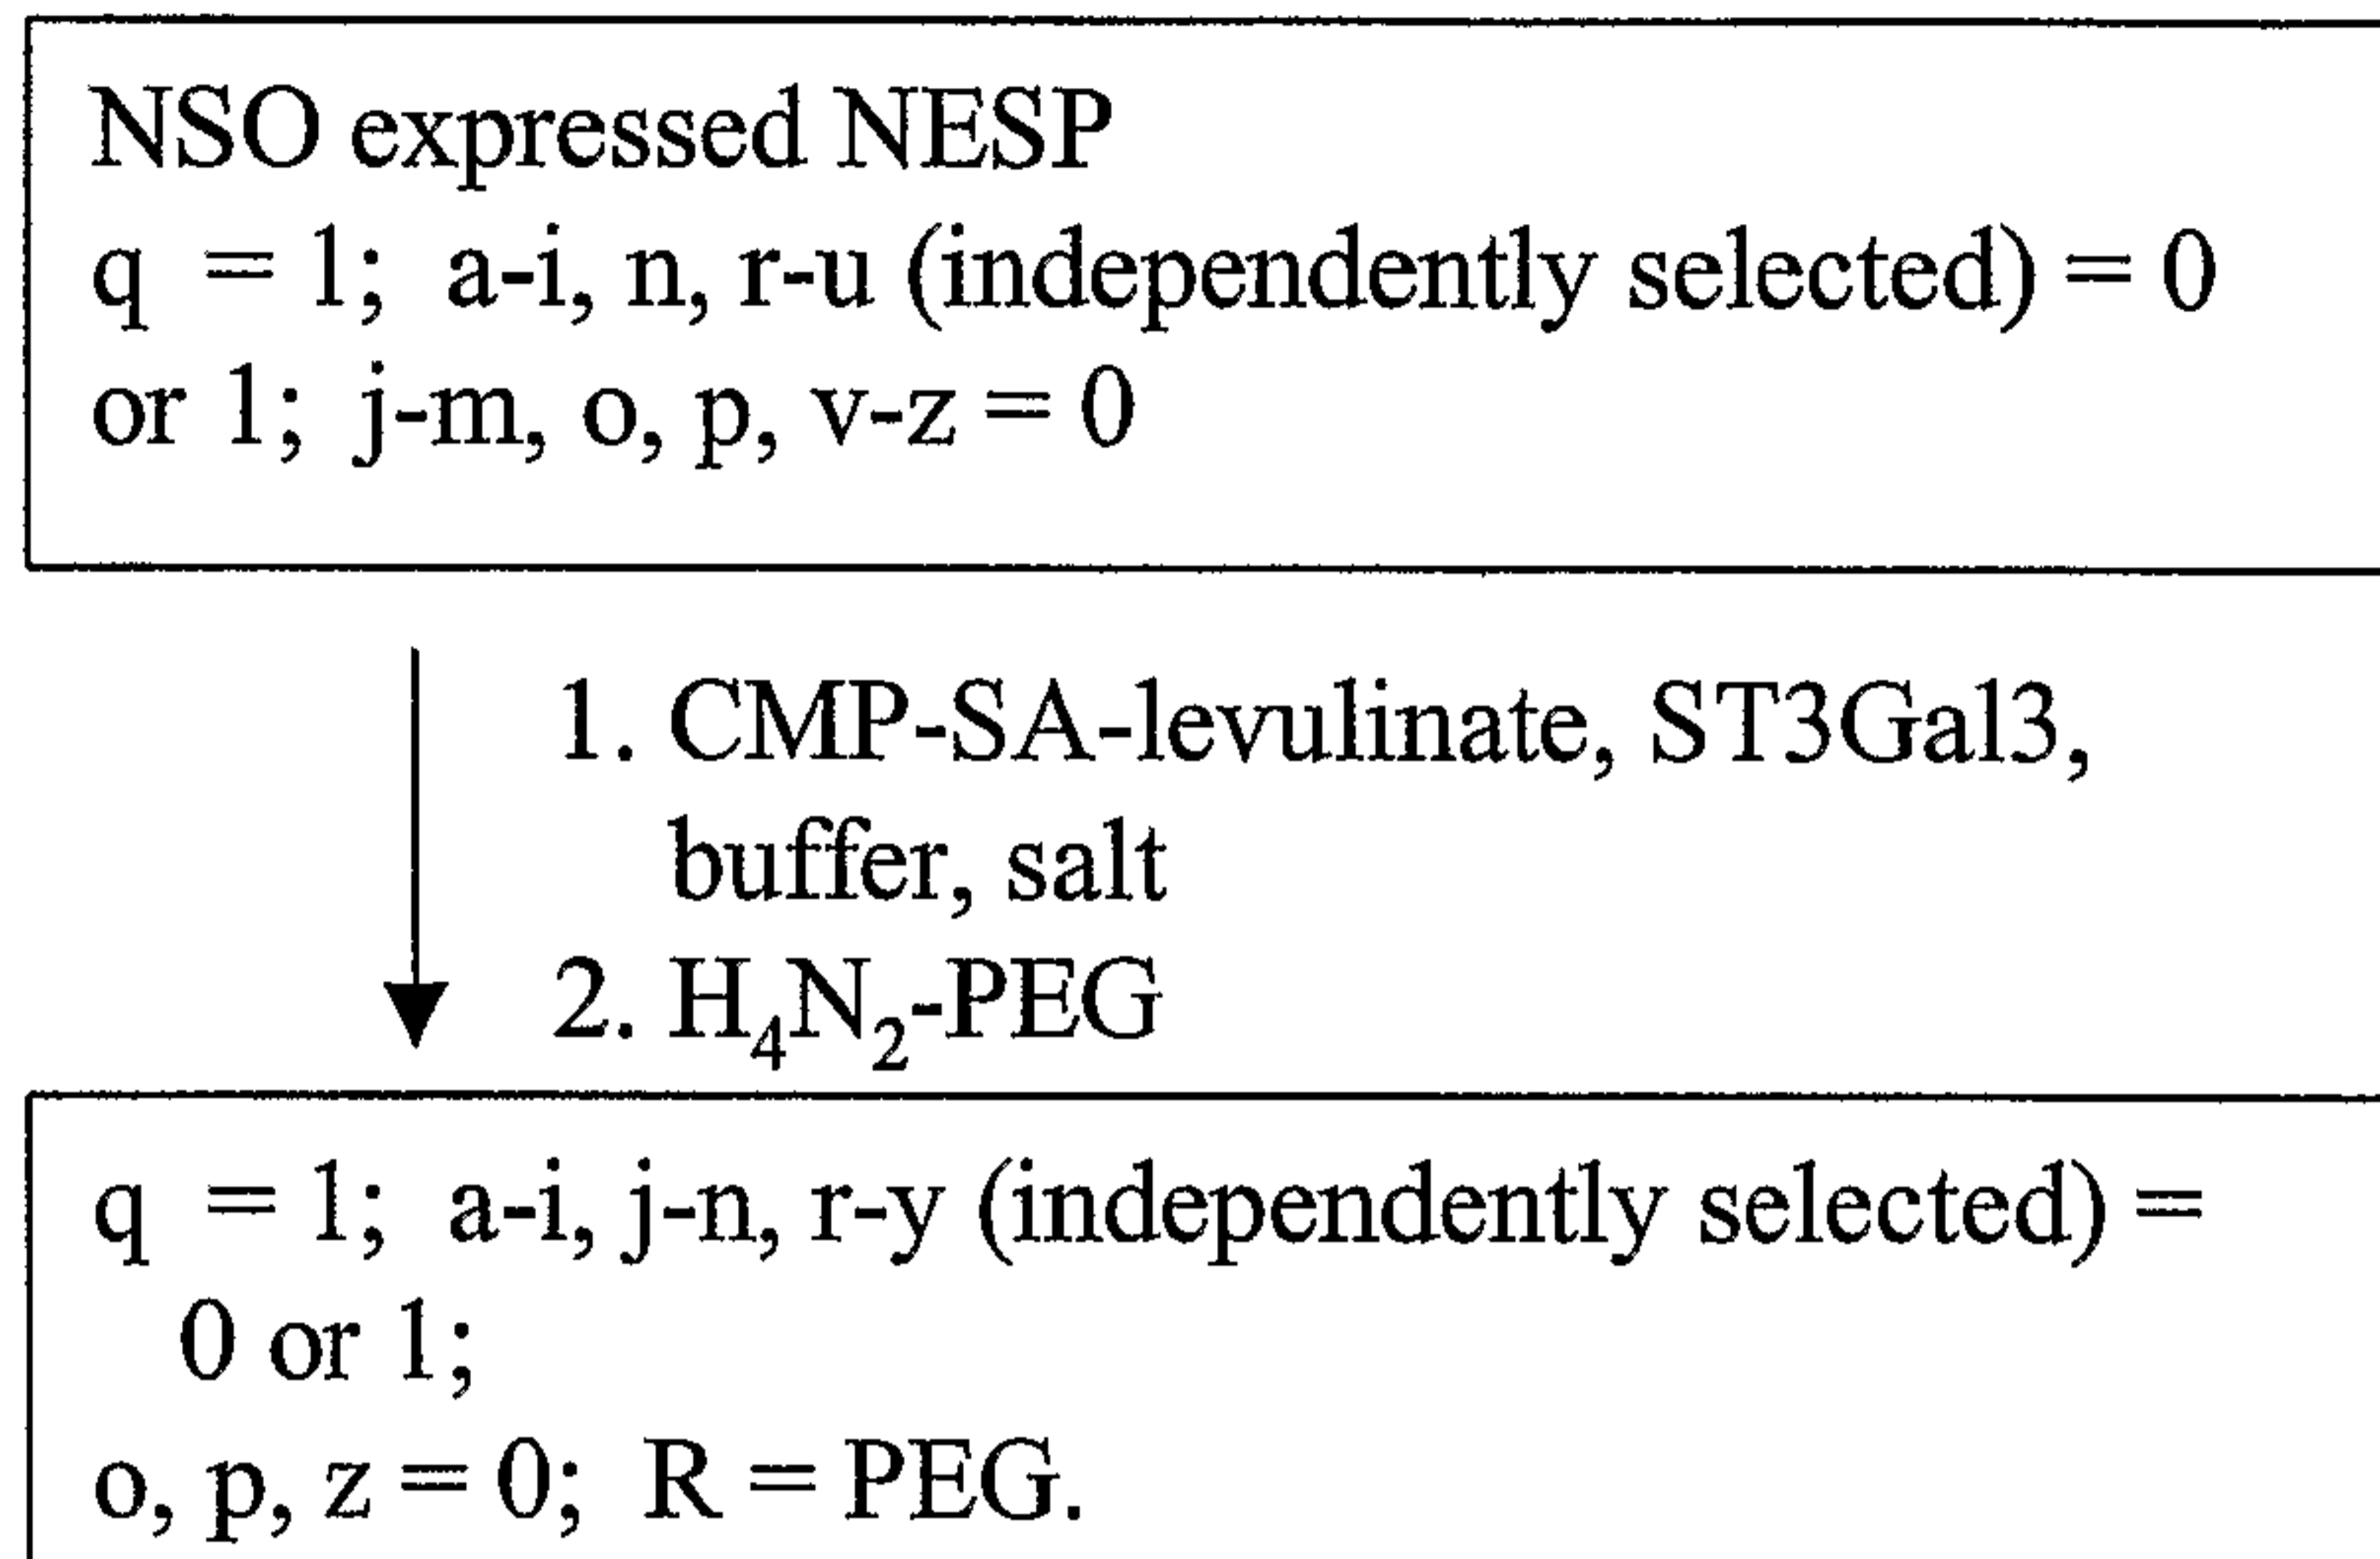 NSO expressed NESP
q = 1; a-i, n, r-u (independently selected) = 0
or 1; j-m, o, p, v-z = 0
1. CMP-SA-levulinate, ST3Gal3,
buffer, salt
2. H₄N₂-PEG
q = 1; a-i, j-n, r-y (independently selected) =
0 or 1;
o, p, z = 0; R = PEG.